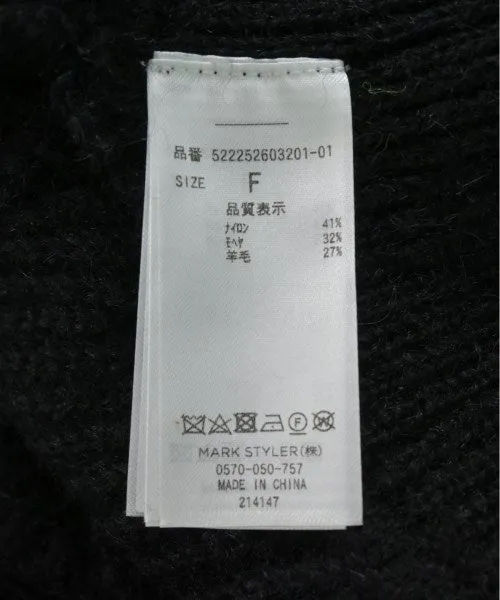 品番 522252603201-01
SIZE F
品質表示
ナイロン 41%
モヘヤ 32%
羊毛 27%
MARK STYLER(株)
0570-050-757
MADE IN CHINA
214147